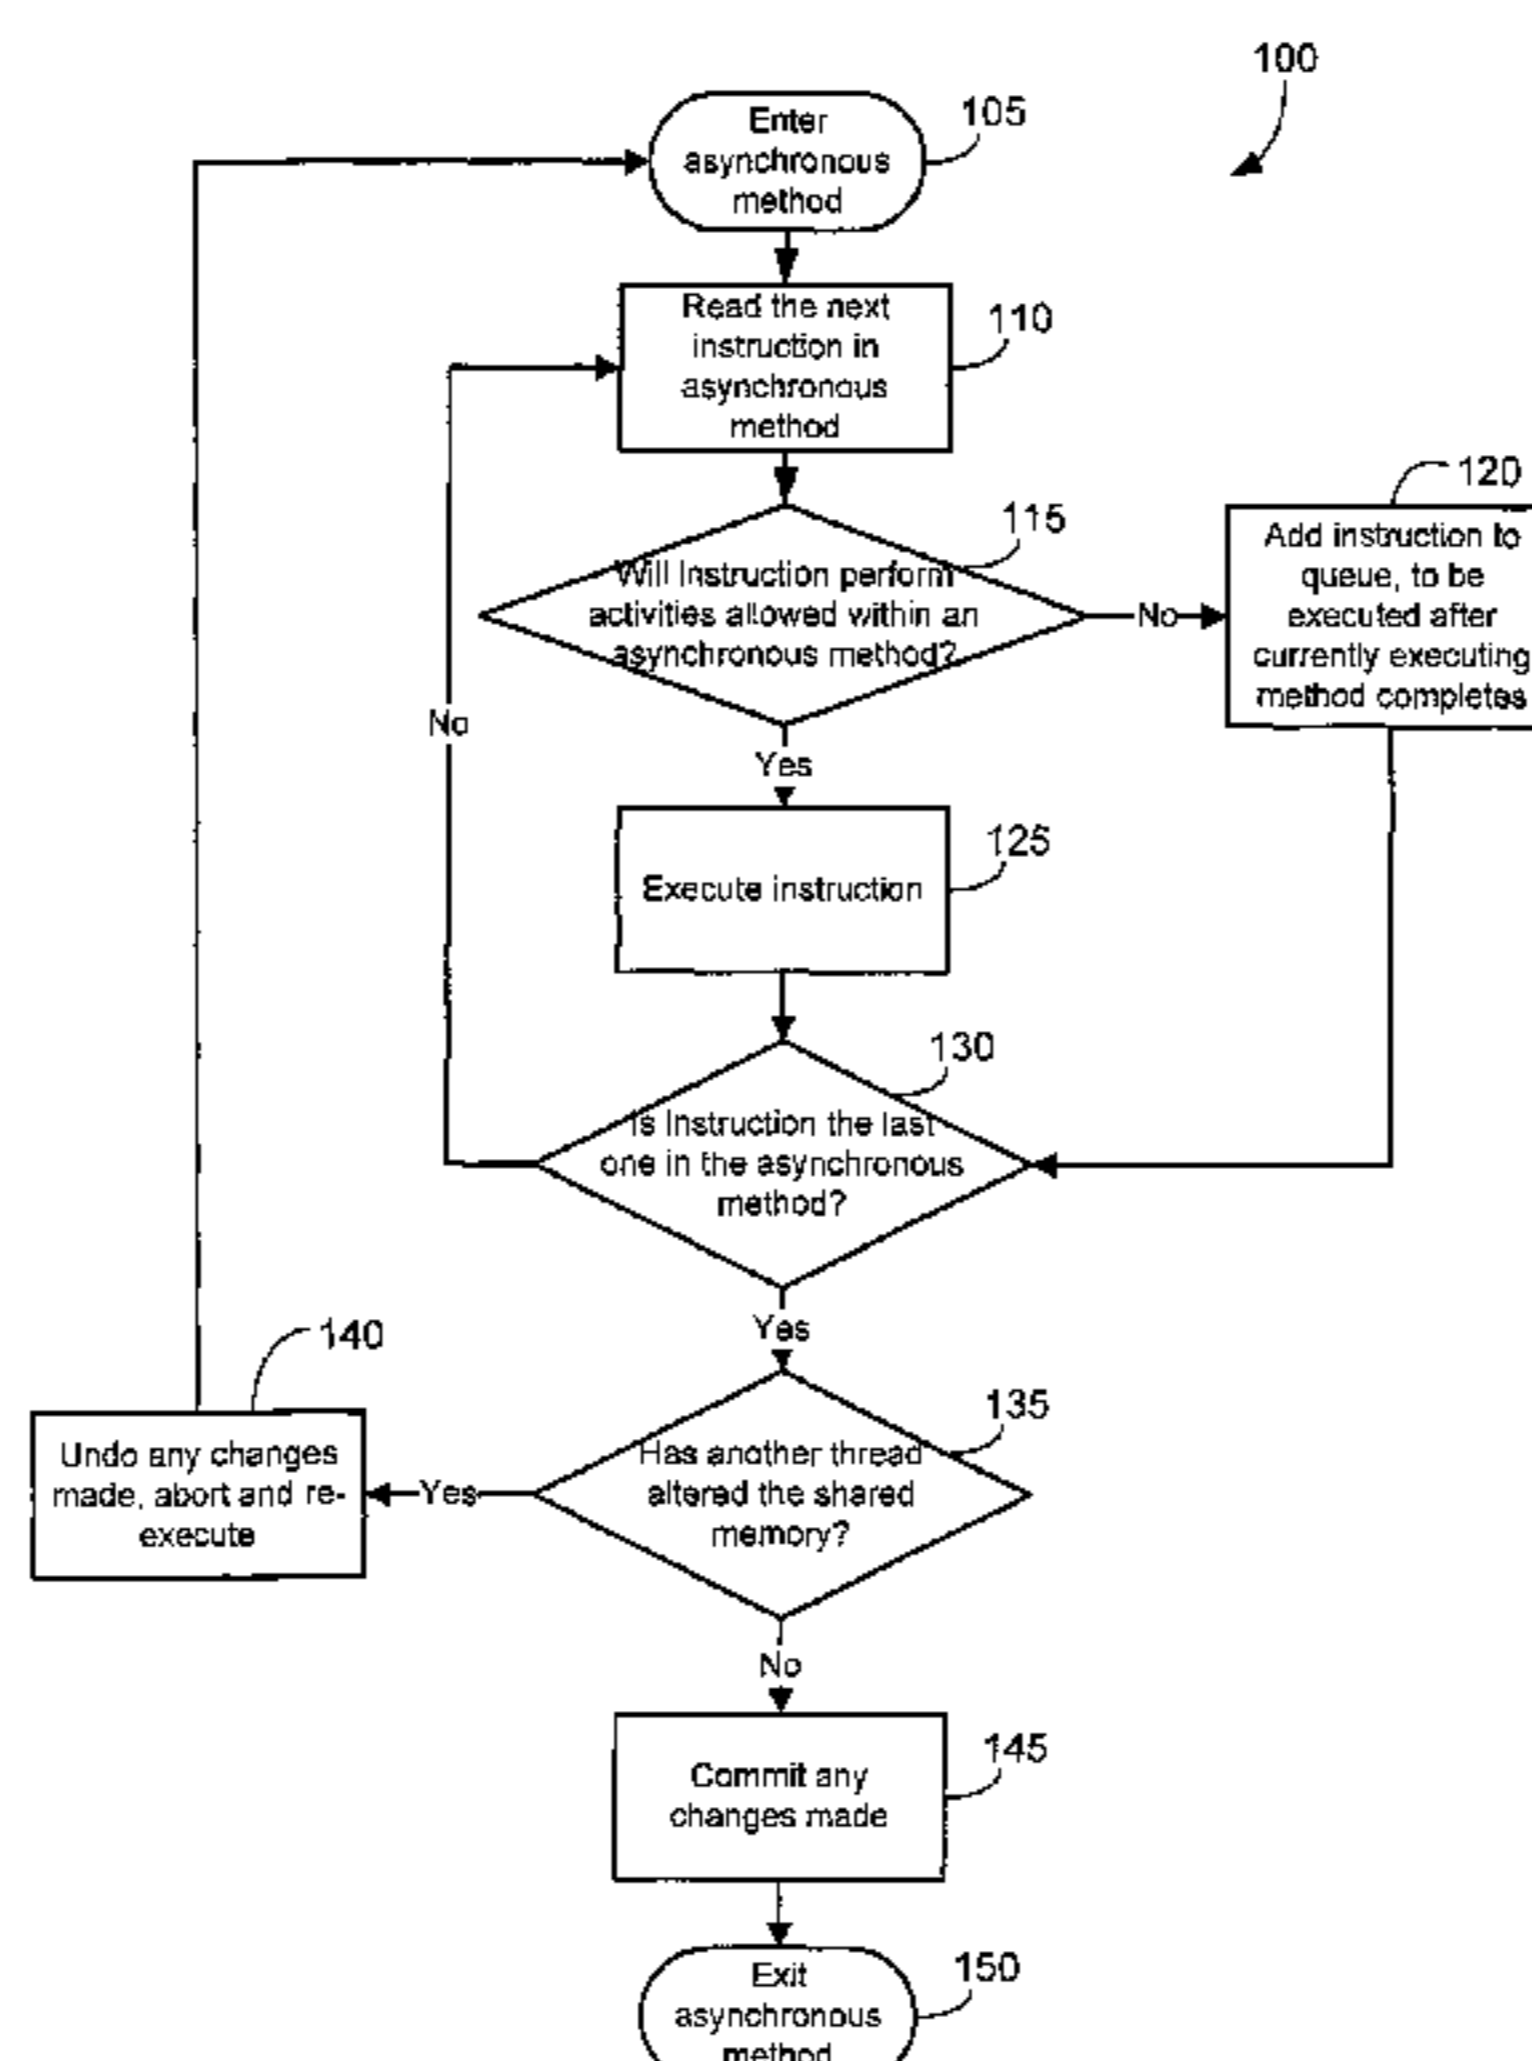 100
Enter
asynchronous
method
105
Read the next
instruction in
asynchronous
method
110
Will Instruction perform
activities allowed within an
asynchronous method?
115
No
Add instruction to
queue, to be
executed after
currently executing
method completes
120
No
Yes
Execute instruction
125
Is Instruction the last
one in the asynchronous
method?
130
Yes
Has another thread
altered the shared
memory?
135
Yes
Undo any changes
made, abort and re-
execute
140
No
Commit any
changes made
145
Exit
asynchronous
method
150